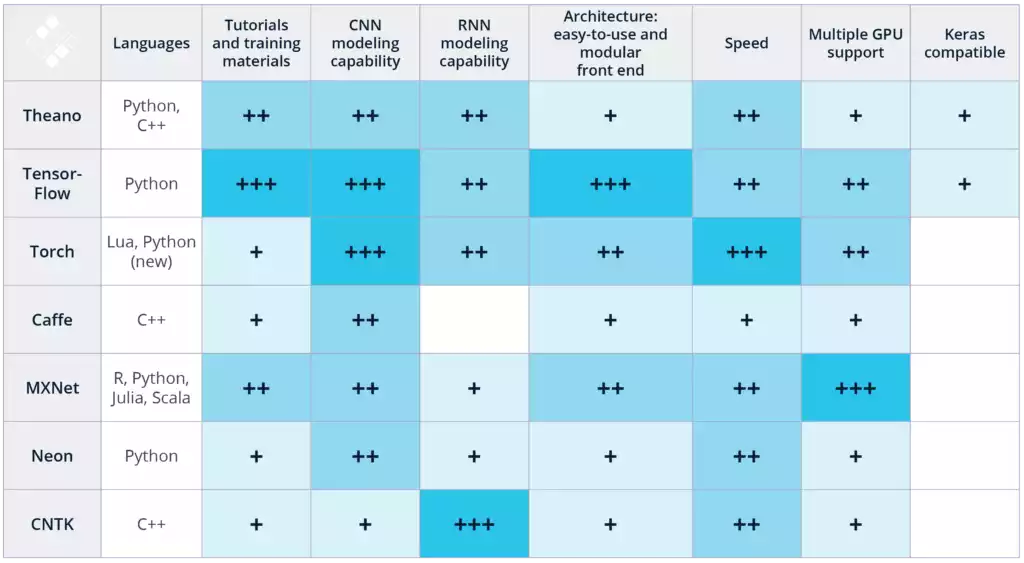 Languages
Tutorials
and training
materials
CNN
modeling
capability
RNN
modeling
capability
Architecture:
easy-to-use and
modular
front end
Speed
Multiple GPU
support
Keras
compatible
Theano
Python,
C++
++
++
++
+
++
+
+
Tensor-
Flow
Python
+++
+++
++
+++
++
++
+
Torch
Lua, Python
(new)
+
+++
++
++
+++
++
Caffe
C++
+
++
+
+
+
MXNet
R, Python,
Julia, Scala
++
++
+
++
++
+++
Neon
Python
+
++
+
+
++
+
CNTK
C++
+
+
+++
+
++
+